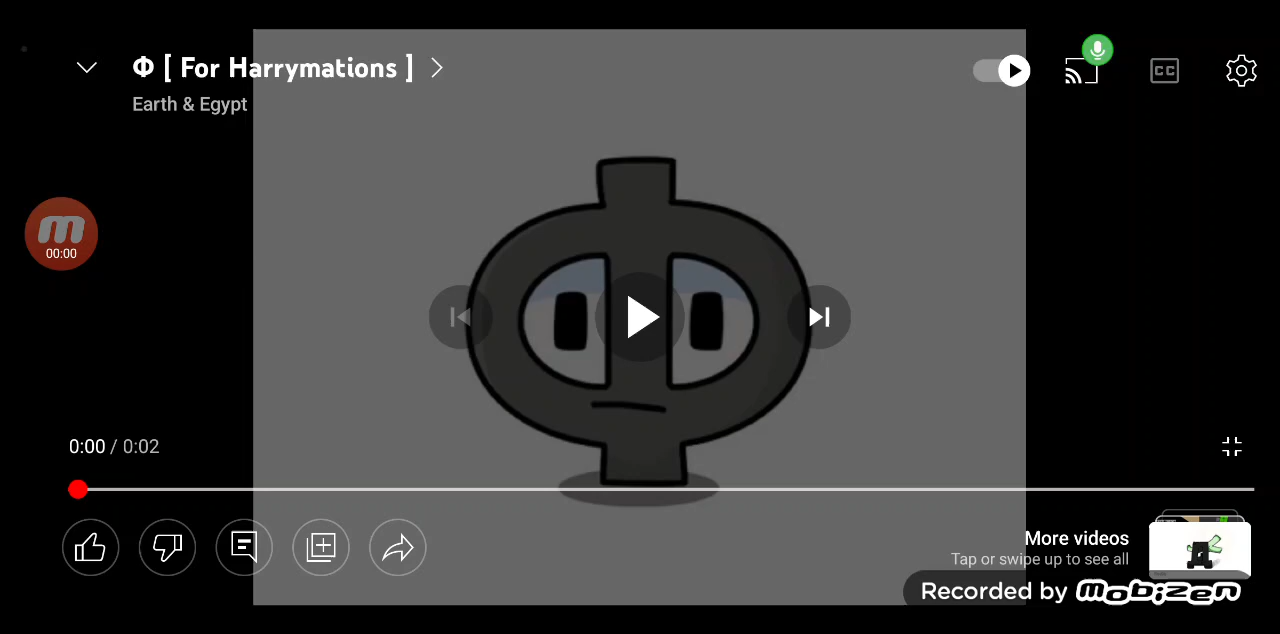 Φ [ For Harrymations ]
Earth & Egypt
CC
m
00:00
0:00 / 0:02
More videos
Tap or swipe up to see all
Recorded by mobizen